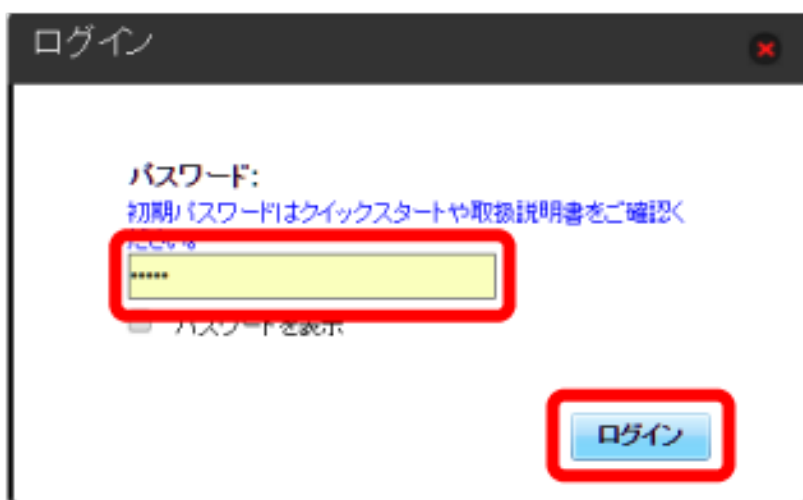 ログイン
パスワード:
初期パスワードはクイックスタートや取扱説明書をご確認く
ださい。
•••••
パスワードを表示
ログイン